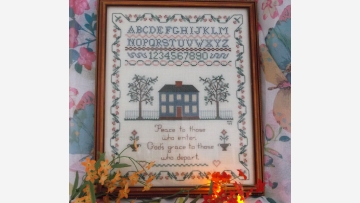 ABCDEFGHIJKLM
NOPQRSTUVWXYZ
1234567890
Peace to those
who enter,
God's grace to those
who depart.